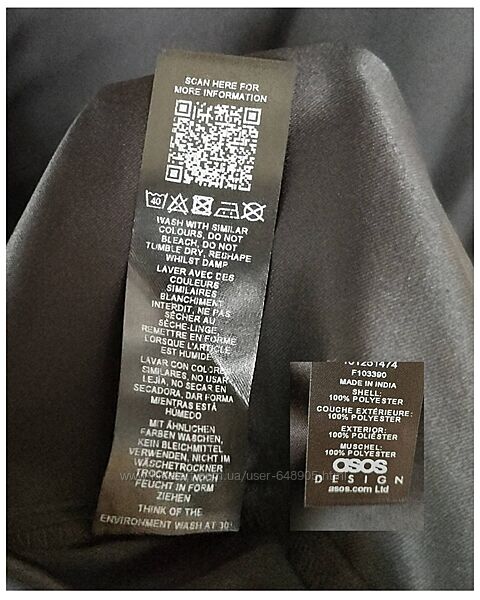 SCAN HERE FOR
MORE INFORMATION
40
WASH WITH SIMILAR
COLOURS, DO NOT
BLEACH, DO NOT
TUMBLE DRY, RESHAPE
WHILST DAMP
LAVER AVEC DES
COULEURS
SIMILAIRES
BLANCHIMENT
INTERDIT, NE PAS
SÉCHER AU
SÈCHE-LINGE
REMETTRE EN FORME
LORSQUE L'ARTICLE
EST HUMIDE
LAVAR CON COLORES
SIMILARES, NO USAR
LEJÍA, NO SECAR EN
SECADORA, DAR FORMA
MIENTRAS ESTÁ
HÚMEDO
MIT ÄHNLICHEN
FARBEN WASCHEN,
KEIN BLEICHMITTEL
VERWENDEN, NICHT IM
WÄSCHETROCKNER
TROCKNEN NOCH
FEUCHT IN FORM
ZIEHEN
THINK OF THE
ENVIRONMENT WASH AT 30
F103390
MADE IN INDIA
SHELL:
100% POLYESTER
COUCHE EXTÉRIEURE:
100% POLYESTER
EXTERIOR:
100% POLIÉSTER
MUSCHEL:
100% POLYESTER
asos
DESIGN
asos.com Ltd